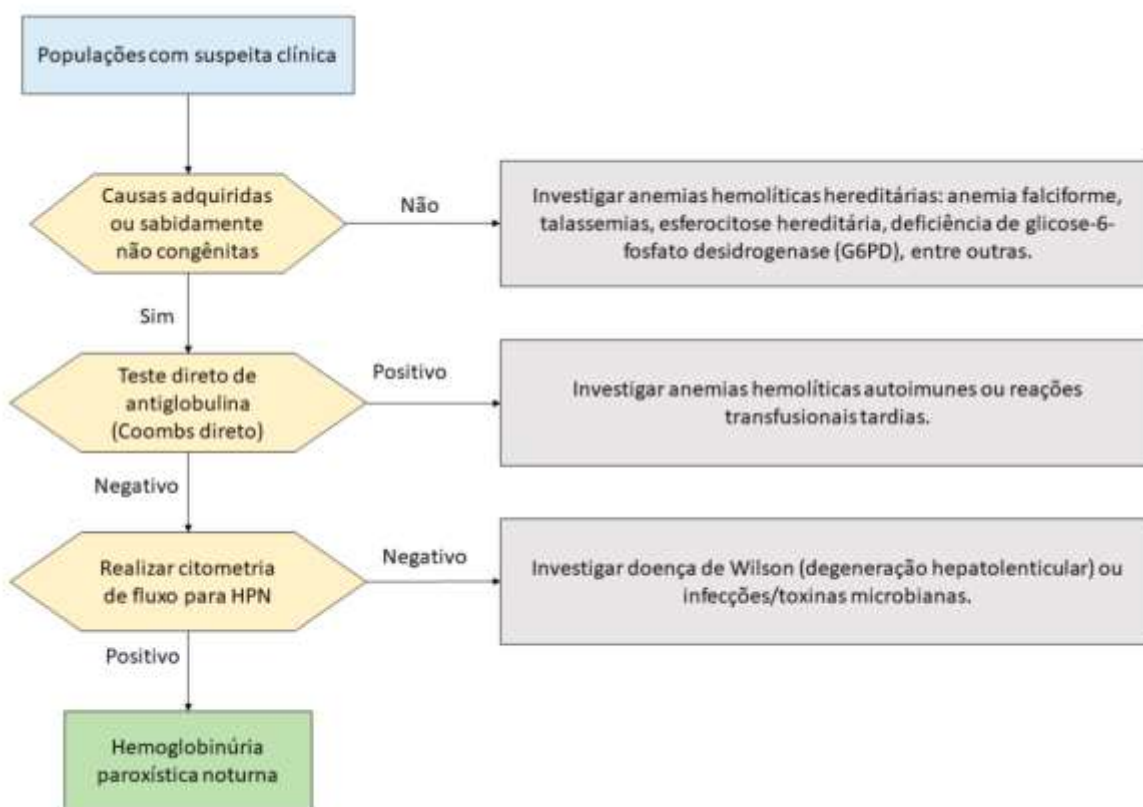 Populações com suspeita clínica
Causas adquiridas
ou sabidamente
não congênitas
Não
Investigar anemias hemolíticas hereditárias: anemia falciforme,
talassemias, esferocitose hereditária, deficiência de glicose-6-
fosfato desidrogenase (G6PD), entre outras.
Sim
Teste direto de
antiglobulina
(Coombs direto)
Positivo
Investigar anemias hemolíticas autoimunes ou reações
transfusionais tardias.
Negativo
Realizar citometria
de fluxo para HPN
Negativo
Investigar doença de Wilson (degeneração hepatolenticular) ou
infecções/toxinas microbianas.
Positivo
Hemoglobinúria
paroxística noturna